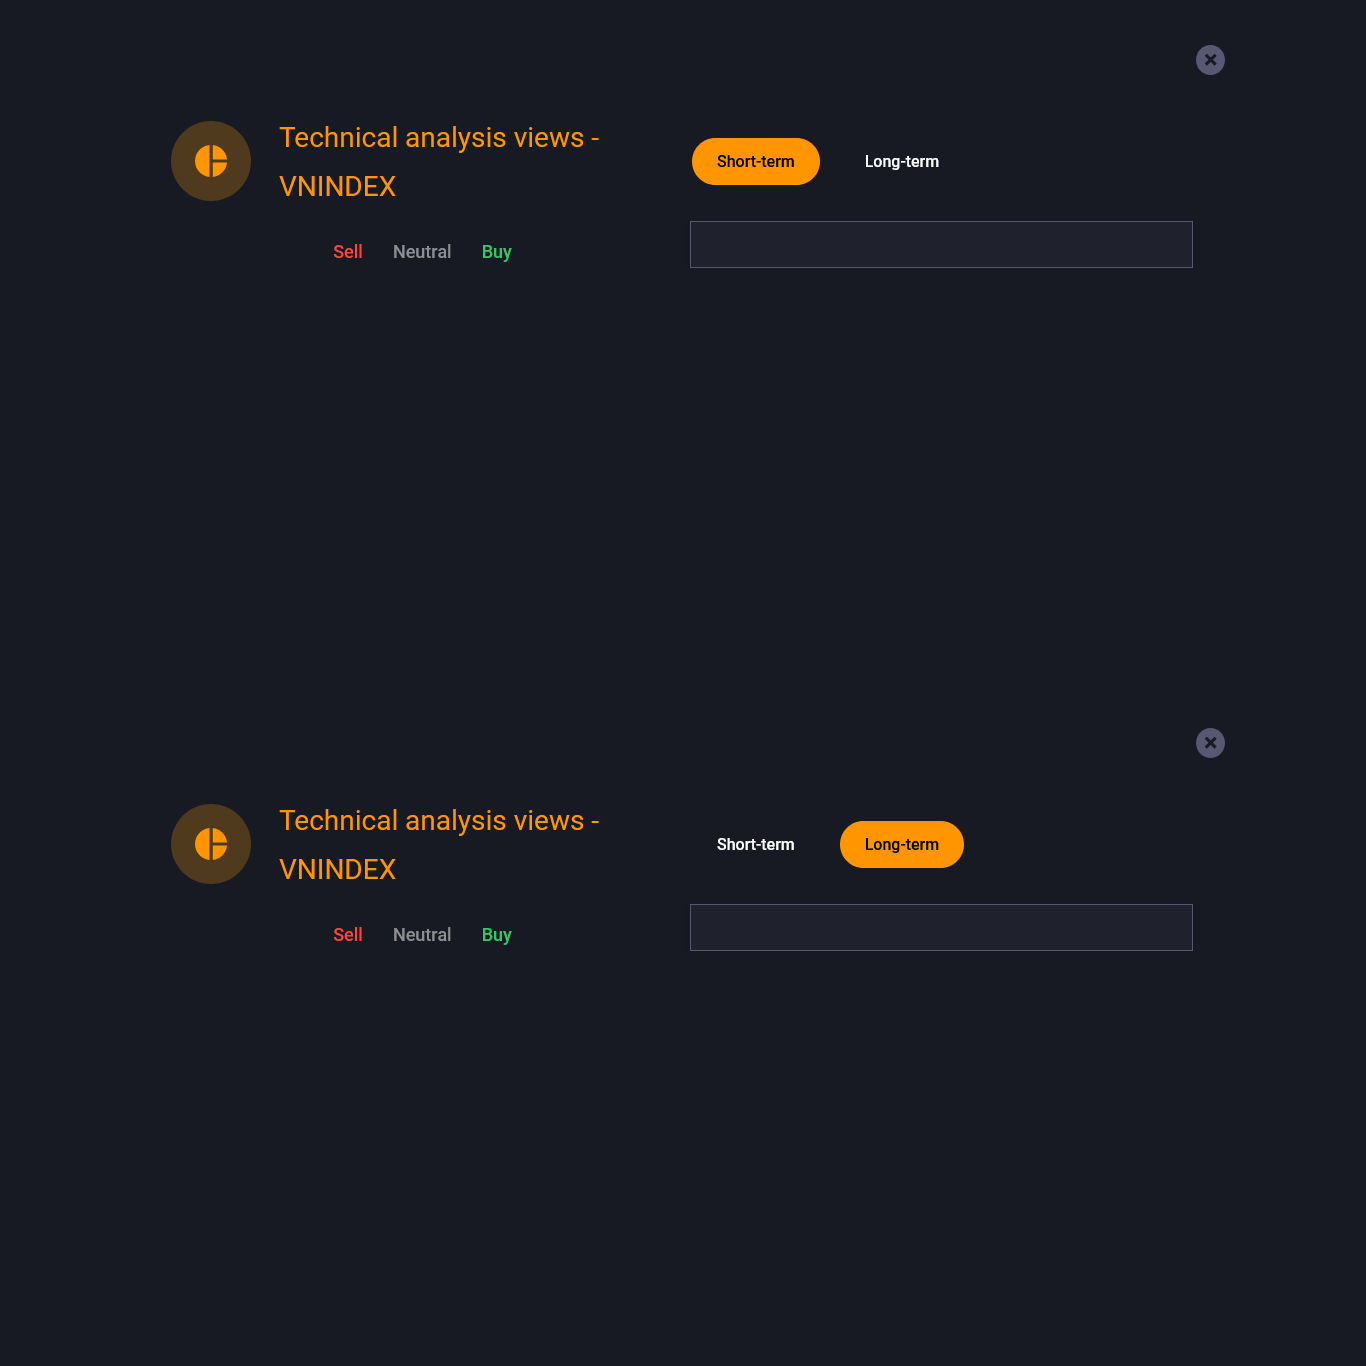 Technical analysis views -
VNINDEX
Short-term Long-term
Sell Neutral Buy
Technical analysis views -
VNINDEX
Short-term Long-term
Sell Neutral Buy